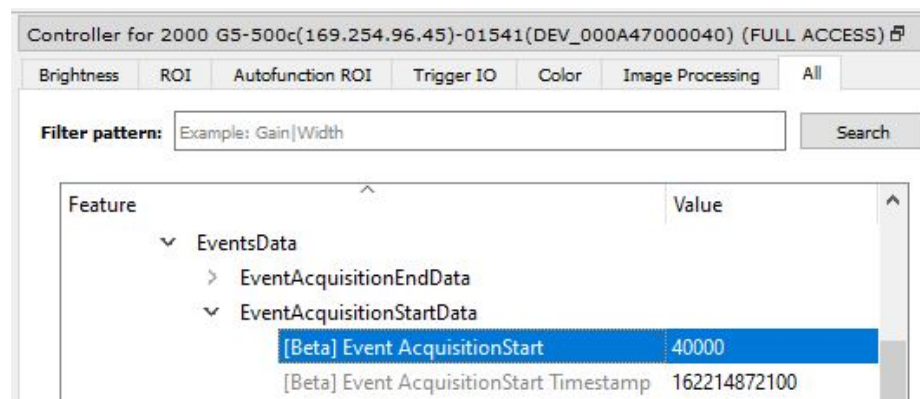 Controller for 2000 G5-500c(169.254.96.45)-01541(DEV_000A47000040) (FULL ACCESS)
Brightness ROI Autofunction ROI Trigger IO Color Image Processing All
Filter pattern: Example: Gain|Width Search
Feature Value
EventsData
EventAcquisitionEndData
EventAcquisitionStartData
[Beta] Event AcquisitionStart 40000
[Beta] Event AcquisitionStart Timestamp 162214872100